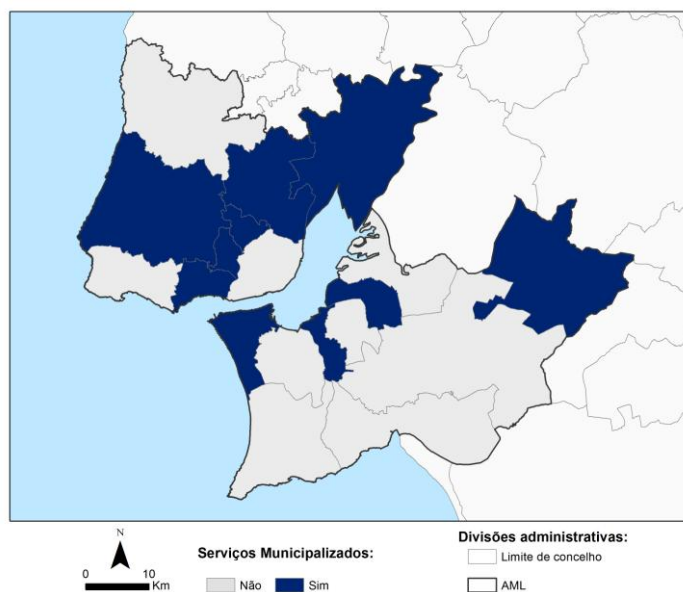 N
0 10
Km
Serviços Municipalizados:
Não Sim
Divisões administrativas:
Limite de concelho
AML